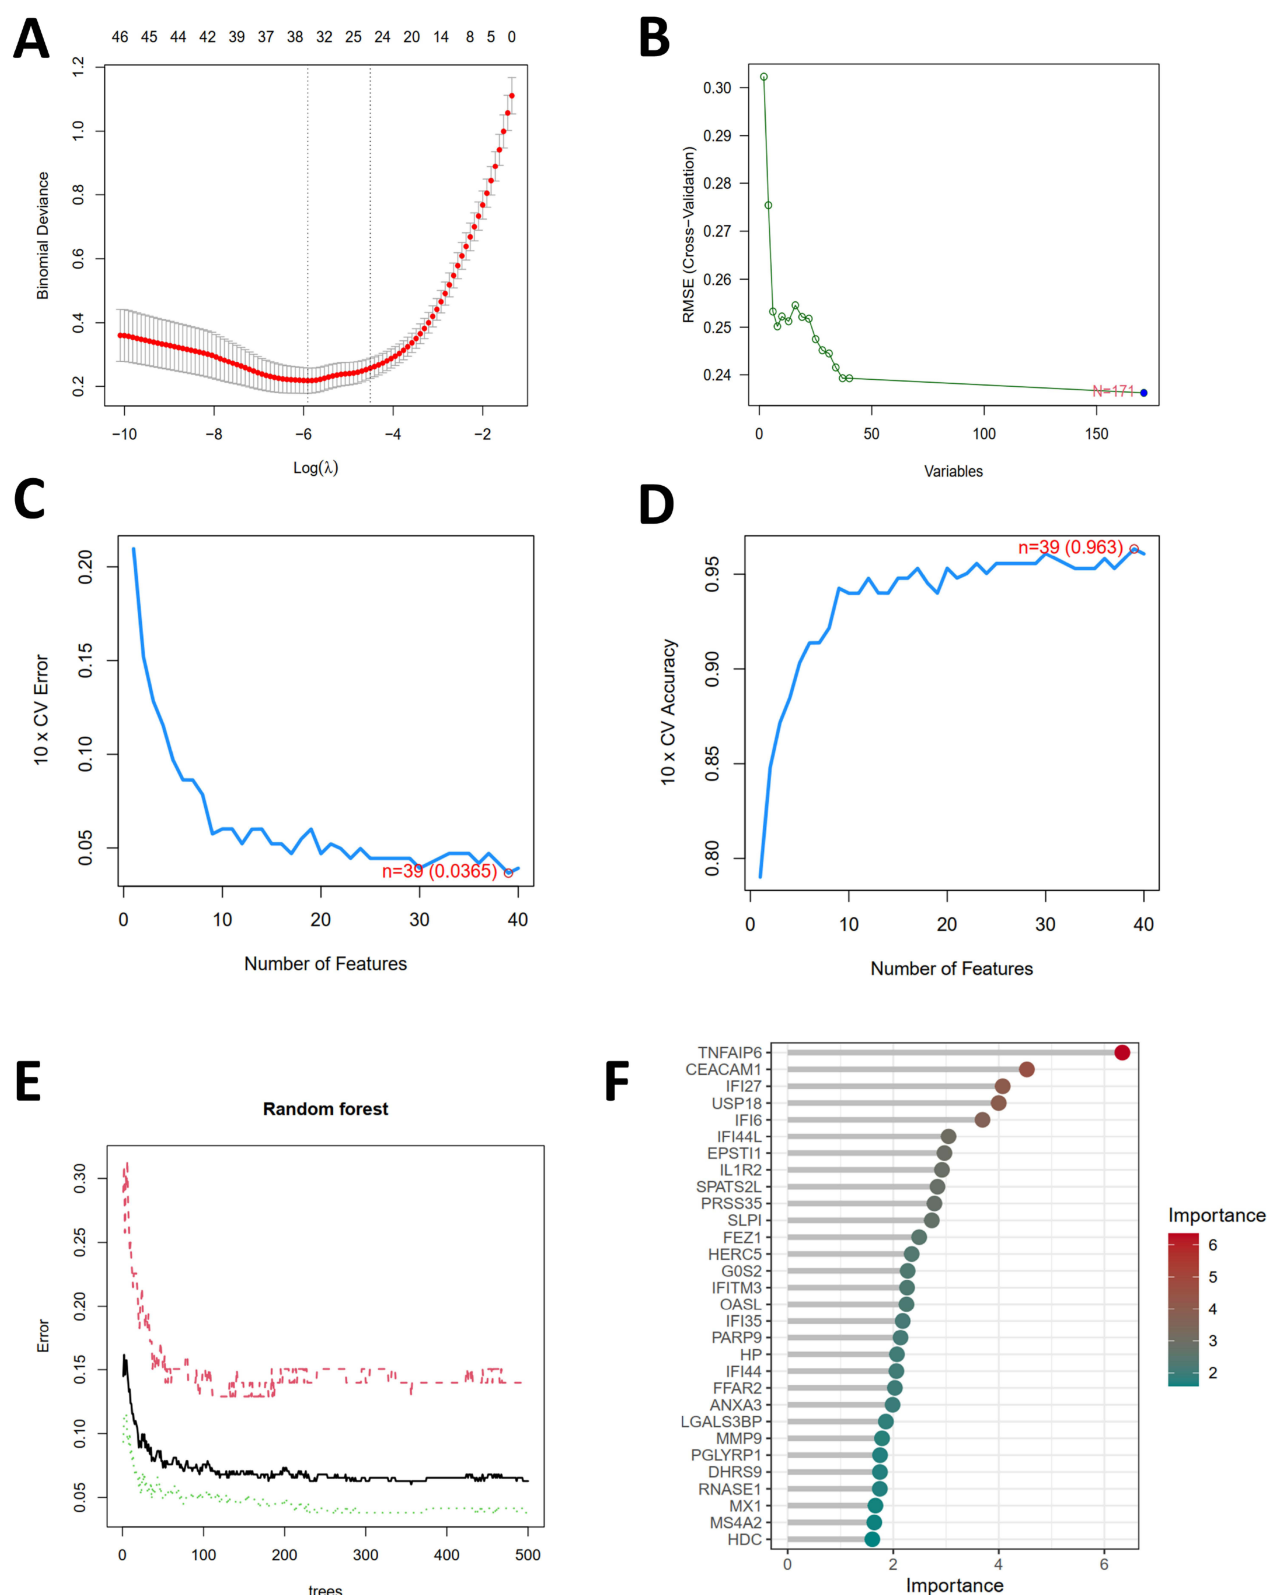 A
46 45 44 42 39 37 38 32 25 24 20 14 8 5 0
Binomial Deviance
1.2
1.0
0.8
0.6
0.4
0.2
−10 −8 −6 −4 −2
Log(λ)
B
RMSE (Cross−Validation)
0.30
0.29
0.28
0.27
0.26
0.25
0.24
N=171
0 50 100 150
Variables
C
10 x CV Error
0.20
0.15
0.10
0.05
n=39 (0.0365)
0 10 20 30 40
Number of Features
D
10 x CV Accuracy
0.95
0.90
0.85
0.80
n=39 (0.963)
0 10 20 30 40
Number of Features
E
Random forest
Error
0.30
0.25
0.20
0.15
0.10
0.05
0 100 200 300 400 500
trees
F
TNFAIP6
CEACAM1
IFI27
USP18
IFI6
IFI44L
EPSTI1
IL1R2
SPATS2L
PRSS35
SLPI
FEZ1
HERC5
G0S2
IFITM3
OASL
IFI35
PARP9
HP
IFI44
FFAR2
ANXA3
LGALS3BP
MMP9
PGLYRP1
DHRS9
RNASE1
MX1
MS4A2
HDC
0 2 4 6
Importance
Importance
6
5
4
3
2